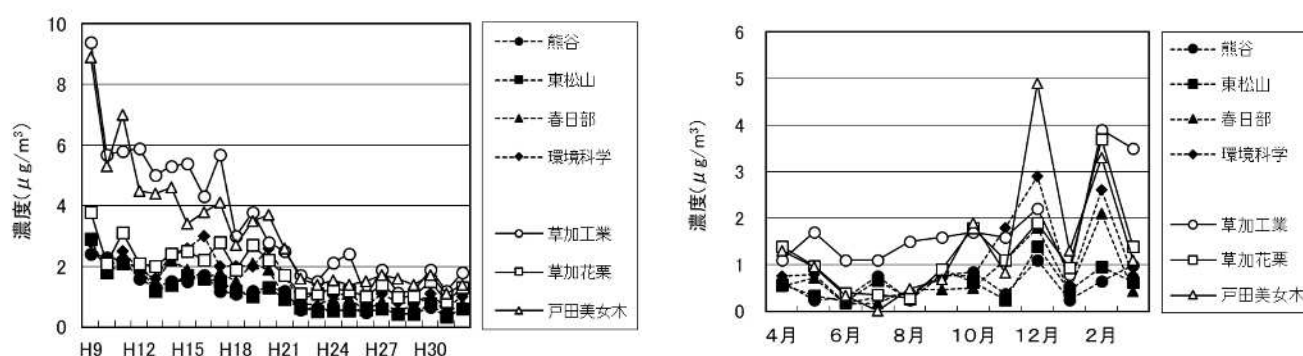 10
8
6
4
2
0
濃度(μg/m³)
H9 H12 H15 H18 H21 H24 H27 H30
熊谷
東松山
春日部
環境科学
草加工業
草加花栗
戸田美女木
6
5
4
3
2
1
0
濃度(μg/m³)
4月 6月 8月 10月 12月 2月
熊谷
東松山
春日部
環境科学
草加工業
草加花栗
戸田美女木